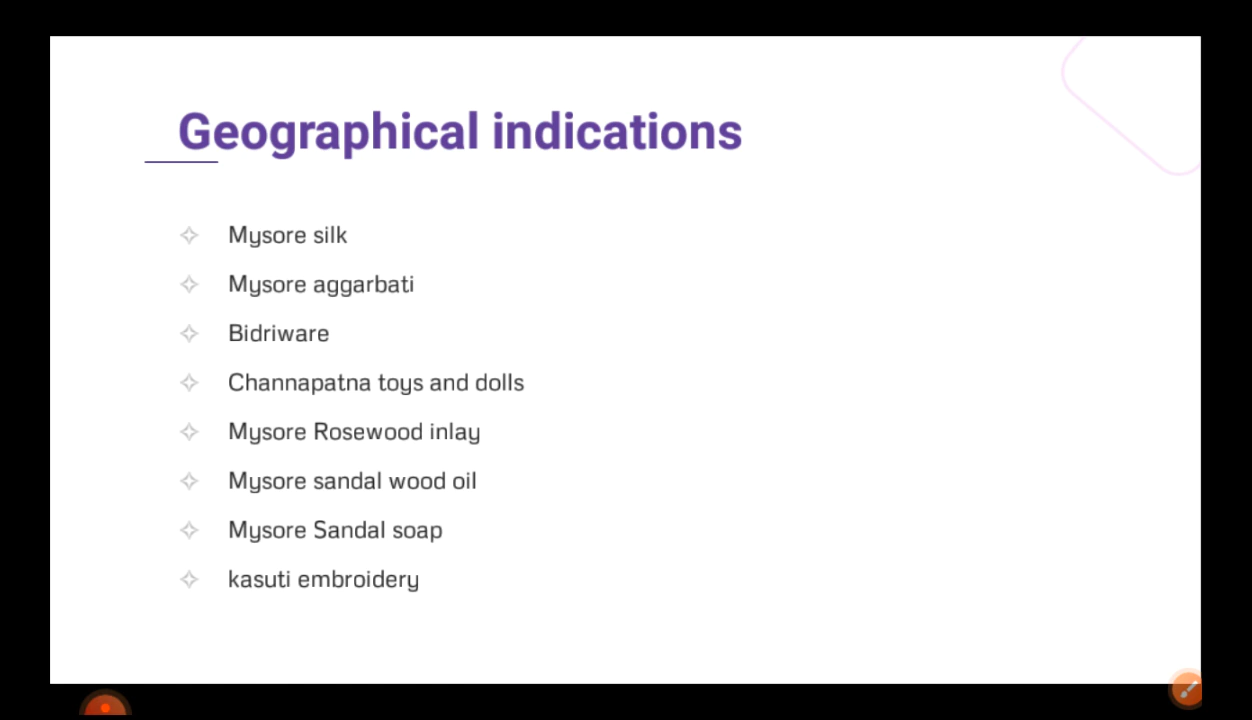 Geographical indications
Mysore silk
Mysore aggarbati
Bidriware
Channapatna toys and dolls
Mysore Rosewood inlay
Mysore sandal wood oil
Mysore Sandal soap
kasuti embroidery